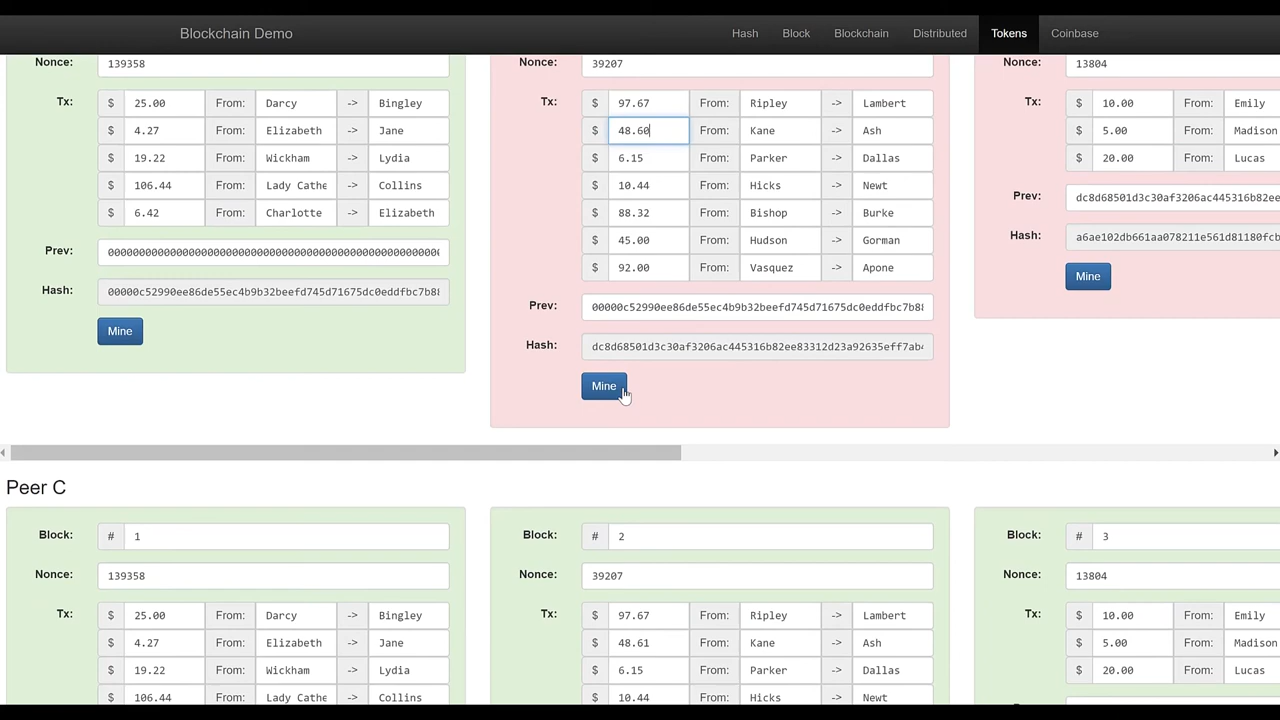 Blockchain Demo Hash Block Blockchain Distributed Tokens Coinbase
Nonce: 139358
Tx: $ 25.00 From: Darcy -> Bingley
$ 4.27 From: Elizabeth -> Jane
$ 19.22 From: Wickham -> Lydia
$ 106.44 From: Lady Cathe -> Collins
$ 6.42 From: Charlotte -> Elizabeth
Prev:
Hash: 00000c52990ee86de55ec4b9b32beefd745d71675dc0eddfbc7b88
Mine
Nonce: 39207
Tx: $ 97.67 From: Ripley -> Lambert
$ 48.60 From: Kane -> Ash
$ 6.15 From: Parker -> Dallas
$ 10.44 From: Hicks -> Newt
$ 88.32 From: Bishop -> Burke
$ 45.00 From: Hudson -> Gorman
$ 92.00 From: Vasquez -> Apone
Prev: 00000c52990ee86de55ec4b9b32beefd745d71675dc0eddfbc7b88
Hash: dc8d68501d3c30af3206ac445316b82ee83312d23a92635eff7ab4
Mine
Nonce: 13804
Tx: $ 10.00 From: Emily
$ 5.00 From: Madison
$ 20.00 From: Lucas
Prev: dc8d68501d3c30af3206ac445316b82ee
Hash: a6ae102db661aa078211e561d81180fcb
Mine
Peer C
Block: # 1
Nonce: 139358
Tx: $ 25.00 From: Darcy -> Bingley
$ 4.27 From: Elizabeth -> Jane
$ 19.22 From: Wickham -> Lydia
$ 106.44 From: Lady Cathe -> Collins
Block: # 2
Nonce: 39207
Tx: $ 97.67 From: Ripley -> Lambert
$ 48.61 From: Kane -> Ash
$ 6.15 From: Parker -> Dallas
$ 10.44 From: Hicks -> Newt
Block: # 3
Nonce: 13804
Tx: $ 10.00 From: Emily
$ 5.00 From: Madison
$ 20.00 From: Lucas